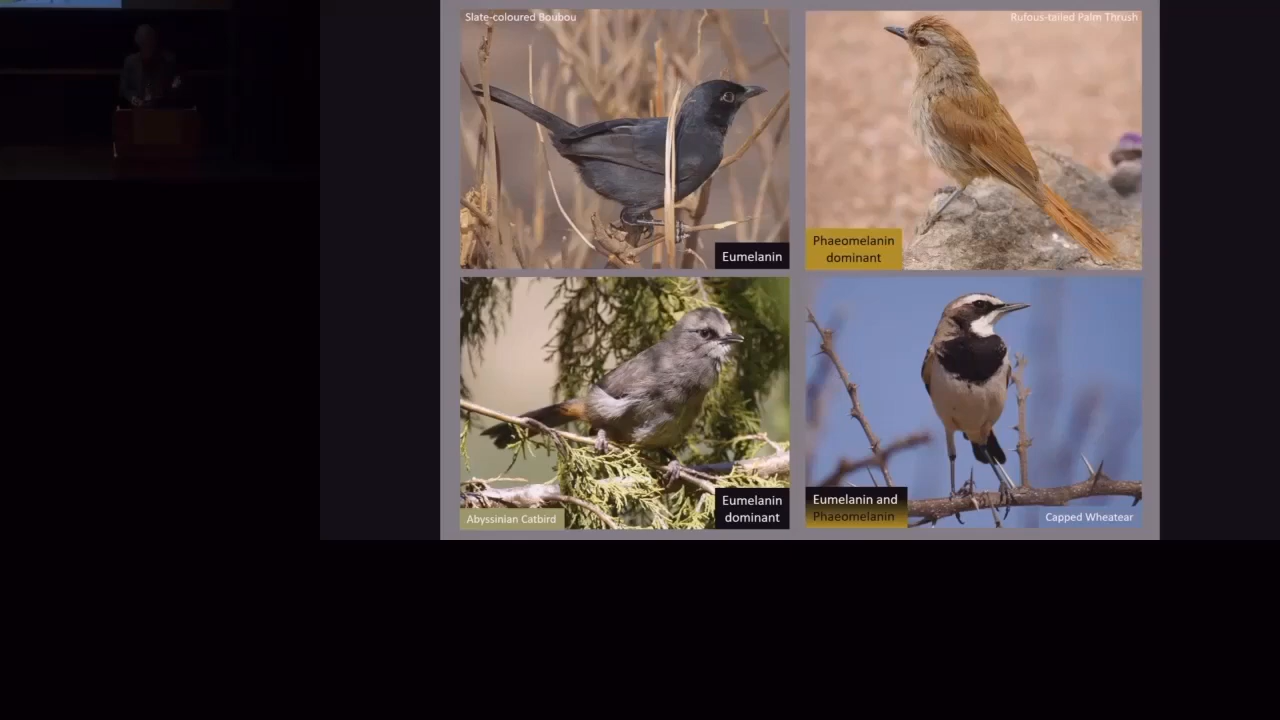 Slate-coloured Boubou
Rufous-tailed Palm Thrush
Eumelanin
Phaeomelanin
dominant
Abyssinian Catbird
Eumelanin
dominant
Eumelanin and
Phaeomelanin
Capped Wheatear